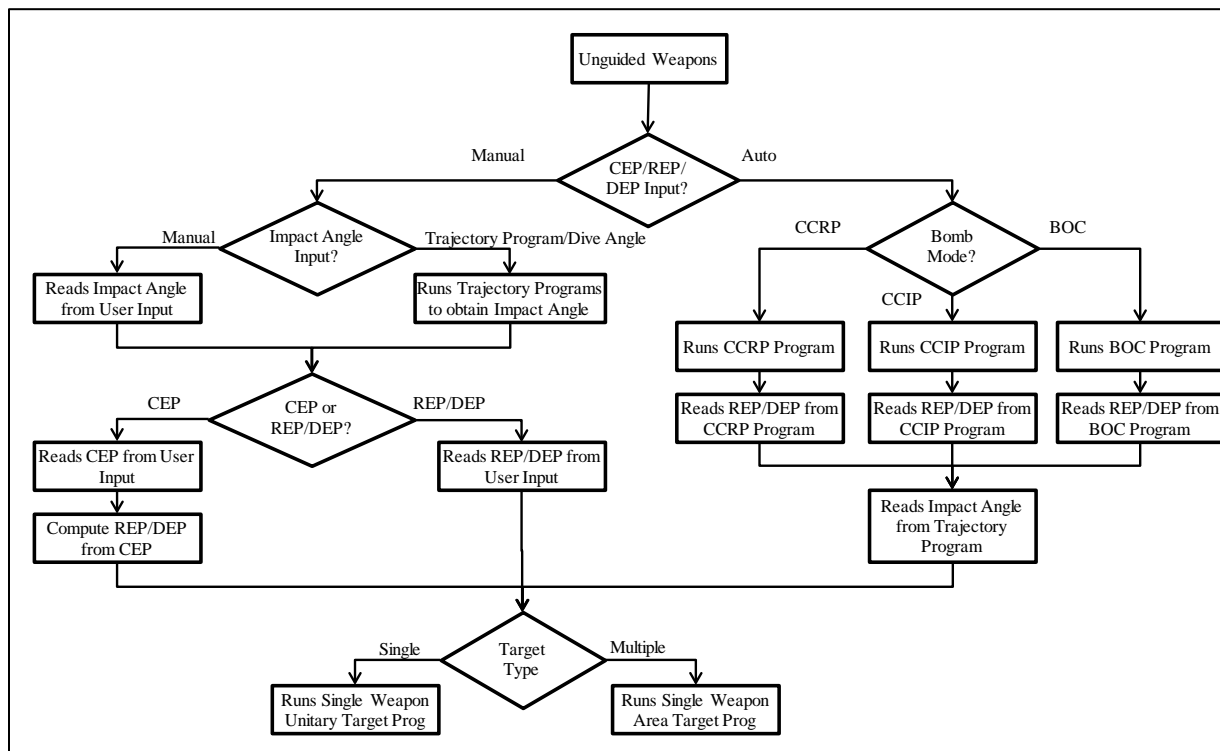 Unguided Weapons
Manual
Auto
CEP/REP/
DEP Input?
Manual
Impact Angle
Input?
Trajectory Program/Dive Angle
CCRP
Bomb
Mode?
BOC
CCIP
Reads Impact Angle
from User Input
Runs Trajectory Programs
to obtain Impact Angle
Runs CCRP Program
Runs CCIP Program
Runs BOC Program
CEP
CEP or
REP/DEP?
REP/DEP
Reads REP/DEP from
CCRP Program
Reads REP/DEP from
CCIP Program
Reads REP/DEP from
BOC Program
Reads CEP from User
Input
Reads REP/DEP from
User Input
Compute REP/DEP
from CEP
Reads Impact Angle
from Trajectory
Program
Single
Target
Type
Multiple
Runs Single Weapon
Unitary Target Prog
Runs Single Weapon
Area Target Prog